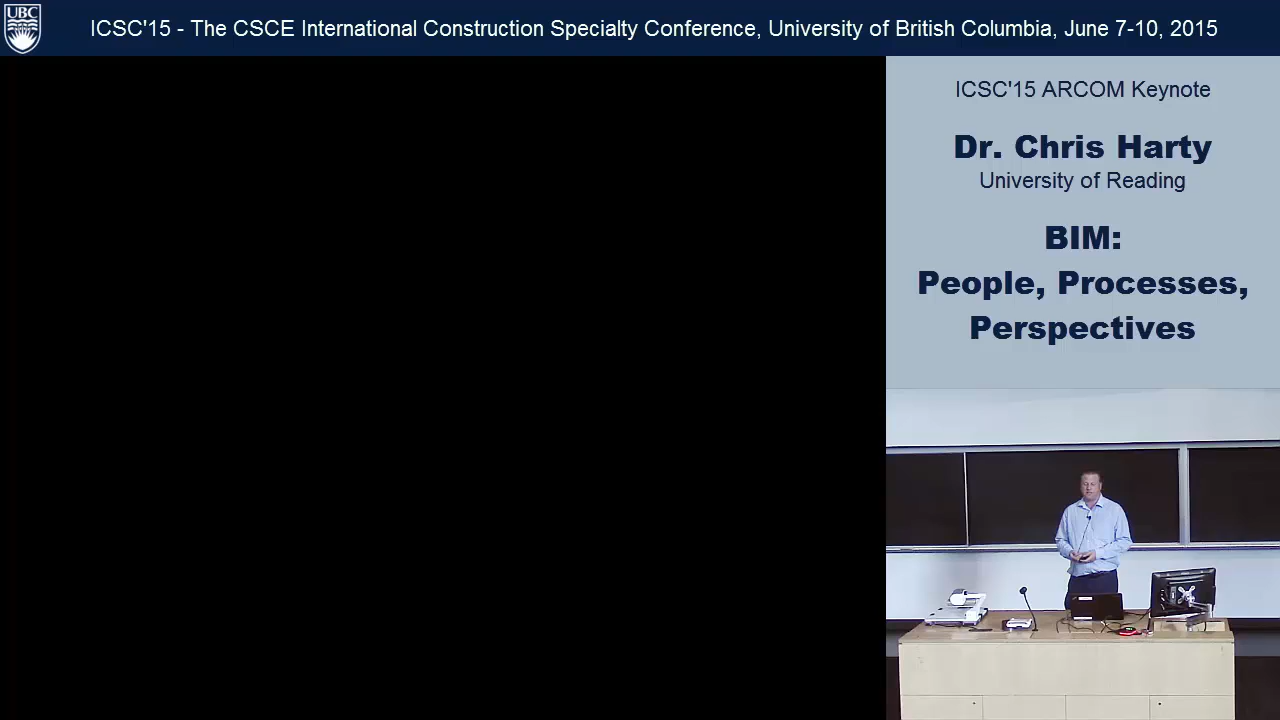 UBC
ICSC'15 - The CSCE International Construction Specialty Conference, University of British Columbia, June 7-10, 2015
ICSC'15 ARCOM Keynote
Dr. Chris Harty
University of Reading
BIM:
People, Processes,
Perspectives